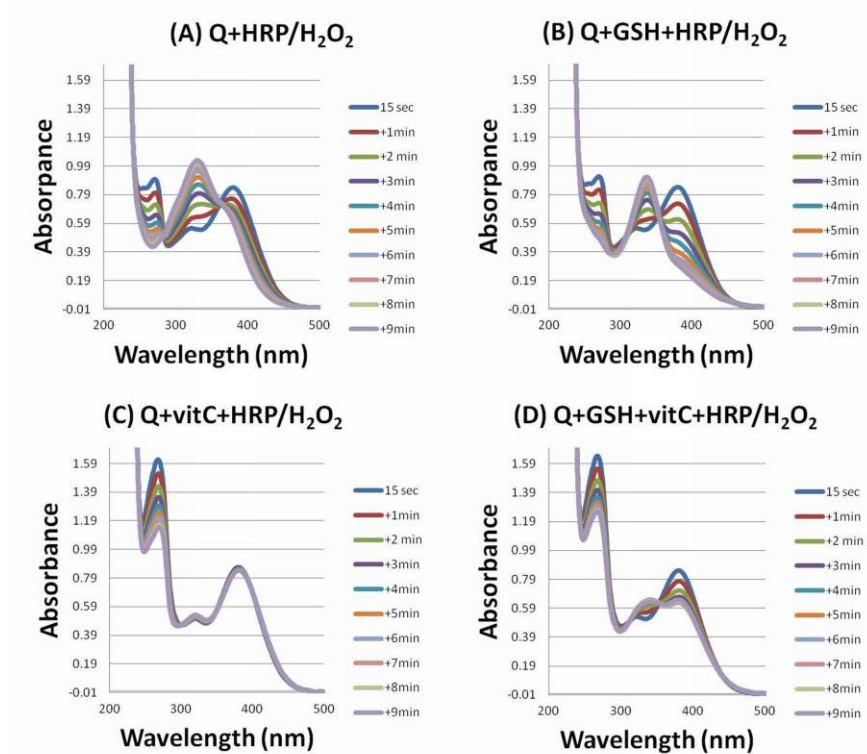 (A) Q+HRP/H₂O₂
Absorpance
1.59
1.39
1.19
0.99
0.79
0.59
0.39
0.19
-0.01
200 300 400 500
Wavelength (nm)
15 sec
+1min
+2 min
+3min
+4min
+5min
+6min
+7min
+8min
+9min
(B) Q+GSH+HRP/H₂O₂
Absorbance
1.59
1.39
1.19
0.99
0.79
0.59
0.39
0.19
-0.01
200 300 400 500
Wavelength (nm)
15 sec
+1min
+2 min
+3min
+4min
+5min
+6min
+7min
+8min
+9min
(C) Q+vitC+HRP/H₂O₂
Absorbance
1.59
1.39
1.19
0.99
0.79
0.59
0.39
0.19
-0.01
200 300 400 500
Wavelength (nm)
15 sec
+1min
+2 min
+3min
+4min
+5min
+6min
+7min
+8min
+9min
(D) Q+GSH+vitC+HRP/H₂O₂
Absorbance
1.59
1.39
1.19
0.99
0.79
0.59
0.39
0.19
-0.01
200 300 400 500
Wavelength (nm)
15 sec
+1min
+2 min
+3min
+4min
+5min
+6min
+7min
+8min
+9min